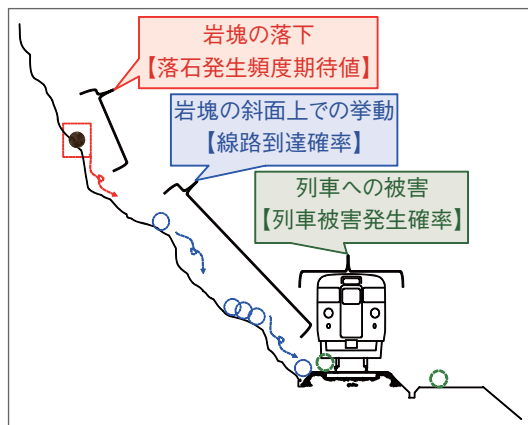 岩塊の落下
【落石発生頻度期待値】
岩塊の斜面上での挙動
【線路到達確率】
列車への被害
【列車被害発生確率】